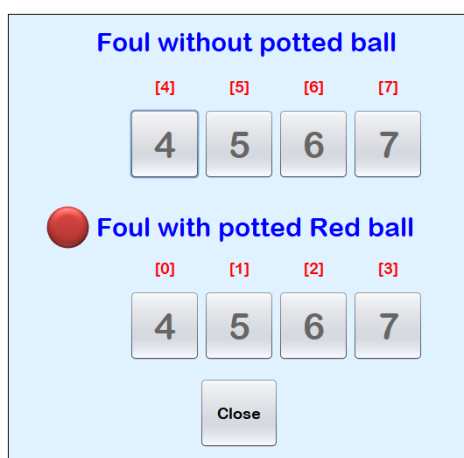 Foul without potted ball
[4] [5] [6] [7]
4 5 6 7
Foul with potted Red ball
[0] [1] [2] [3]
4 5 6 7
Close